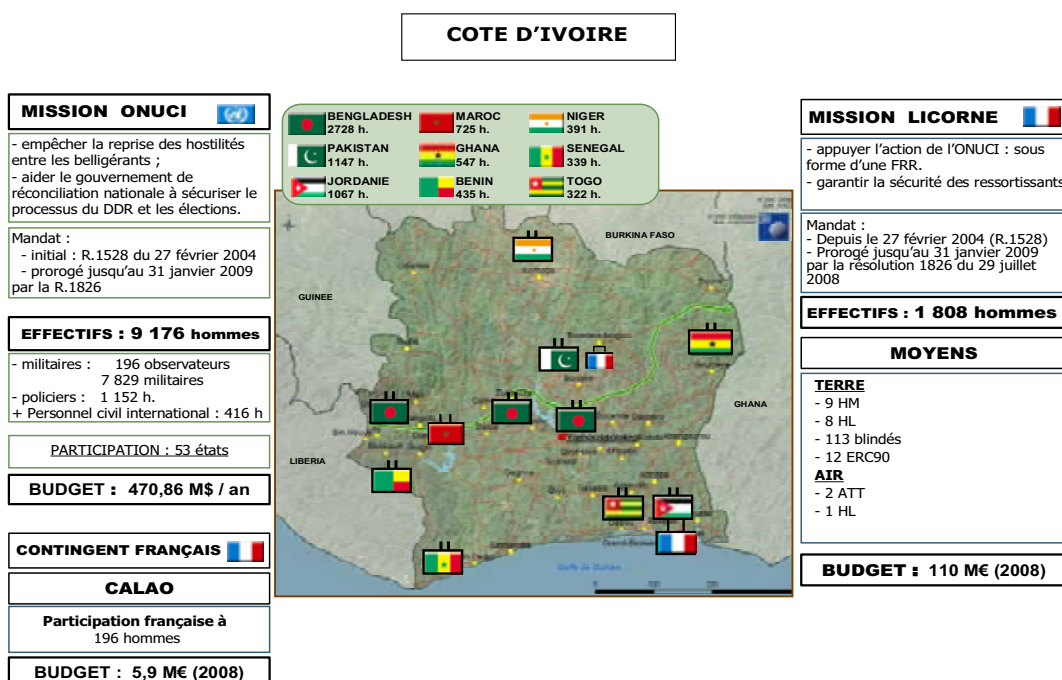 COTE D'IVOIRE
MISSION ONUCI
- empêcher la reprise des hostilités
entre les belligérants ;
- aider le gouvernement de
réconciliation nationale à sécuriser le
processus du DDR et les élections.
Mandat :
- initial : R.1528 du 27 février 2004
- prorogé jusqu'au 31 janvier 2009
par la R.1826
EFFECTIFS : 9 176 hommes
- militaires : 196 observateurs
7 829 militaires
- policiers : 1 152 h.
+ Personnel civil international : 416 h
PARTICIPATION : 53 états
BUDGET : 470,86 M$ / an
CONTINGENT FRANÇAIS
CALAO
Participation française à
196 hommes
BUDGET : 5,9 M€ (2008)
BENGLADESH
2728 h.
MAROC
725 h.
NIGER
391 h.
PAKISTAN
1147 h.
GHANA
547 h.
SENEGAL
339 h.
JORDANIE
1067 h.
BENIN
435 h.
TOGO
322 h.
BURKINA FASO
GUINEE
GHANA
LIBERIA
MISSION LICORNE
- appuyer l'action de l'ONUCI : sous
forme d'une FRR.
- garantir la sécurité des ressortissants
Mandat :
- Depuis le 27 février 2004 (R.1528)
- Prorogé jusqu'au 31 janvier 2009
par la résolution 1826 du 29 juillet
2008
EFFECTIFS : 1 808 hommes
MOYENS
TERRE
- 9 HM
- 8 HL
- 113 blindés
- 12 ERC90
AIR
- 2 ATT
- 1 HL
BUDGET : 110 M€ (2008)